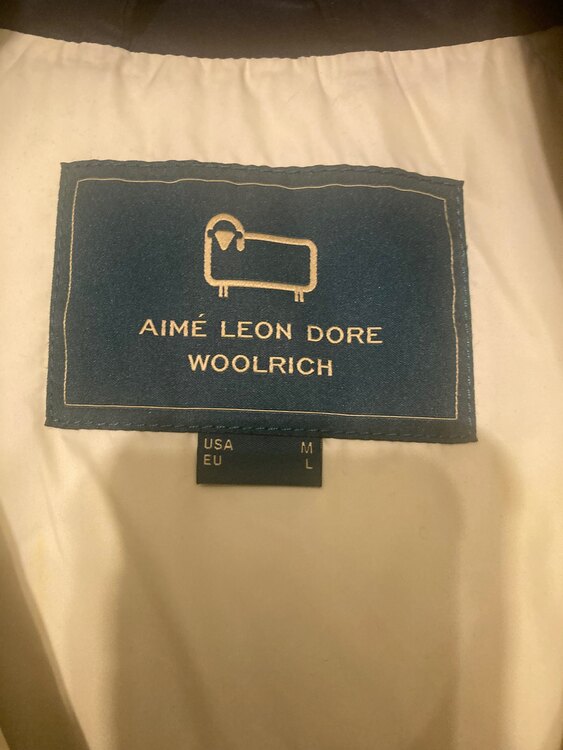 AIMÉ LEON DORE
WOOLRICH
USA M
EU L